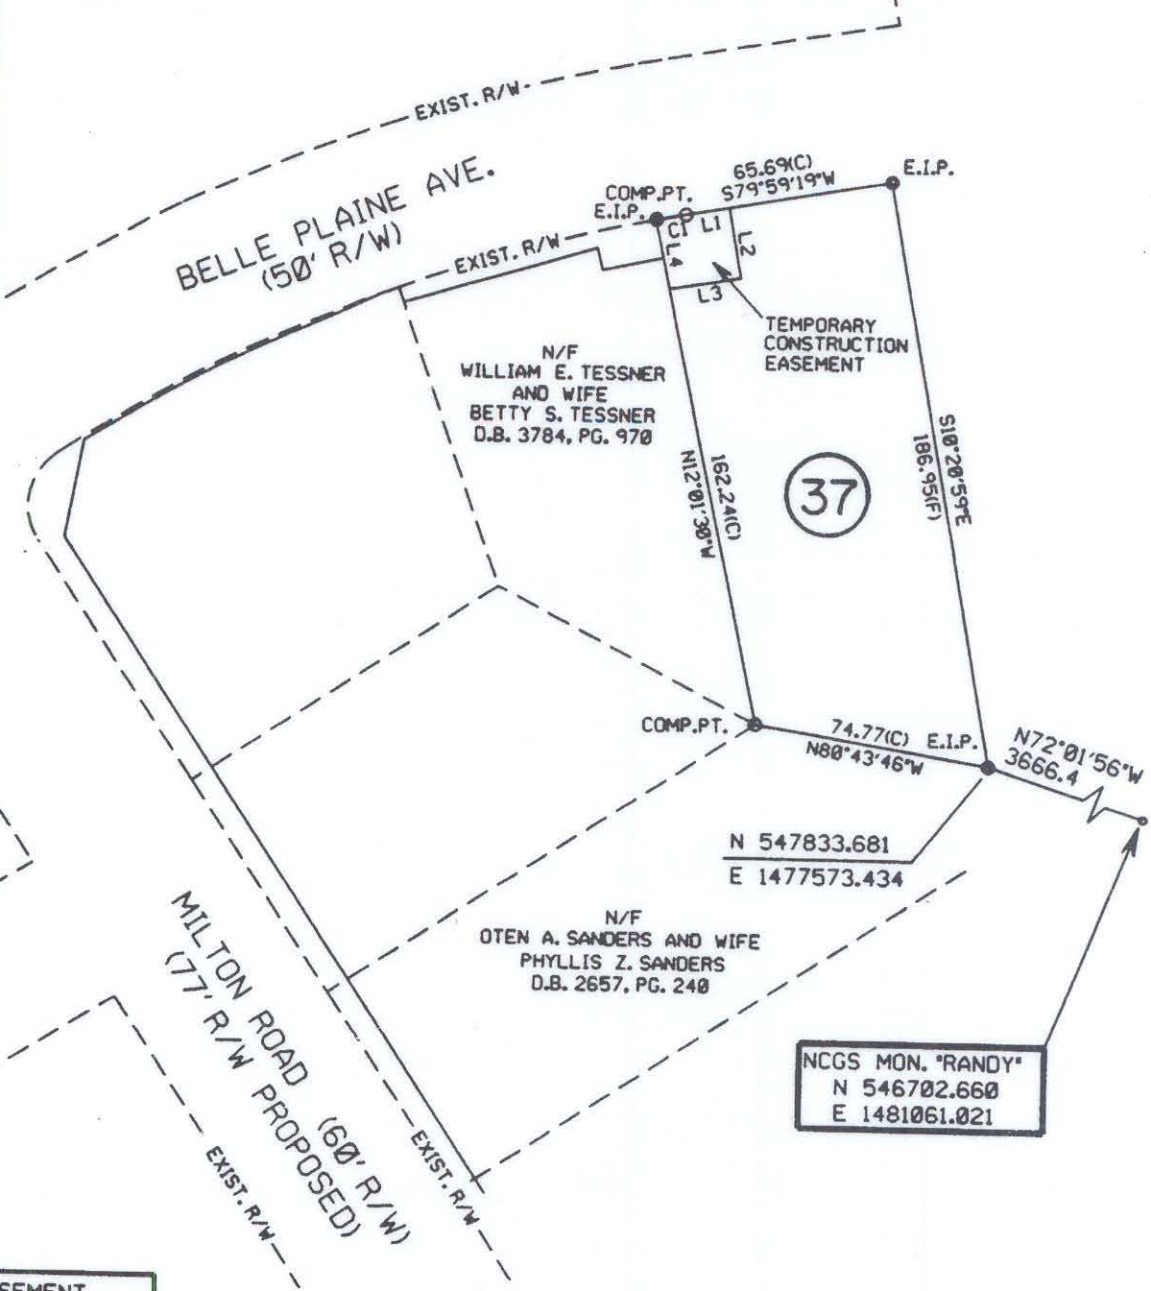 EXIST. R/W
BELLE PLAINE AVE.
(50' R/W)
65.69(C)
S79°59'19"W
E.I.P.
COMP.PT.
E.I.P.
C1
L1
L2
L4
L3
EXIST. R/W
TEMPORARY
CONSTRUCTION
EASEMENT
N/F
WILLIAM E. TESSNER
AND WIFE
BETTY S. TESSNER
D.B. 3784, PG. 970
162.24(C)
N12°01'30"W
37
S10°20'59"E
186.95(F)
COMP.PT.
74.77(C)
N80°43'46"W
E.I.P.
N72°01'56"W
3666.4
N 547833.681
E 1477573.434
N/F
OTEN A. SANDERS AND WIFE
PHYLLIS Z. SANDERS
D.B. 2657, PG. 240
NCGS MON. "RANDY"
N 546702.660
E 1481061.021
MILTON ROAD (60' R/W)
(77' R/W PROPOSED)
EXIST. R/W
EXIST. R/W